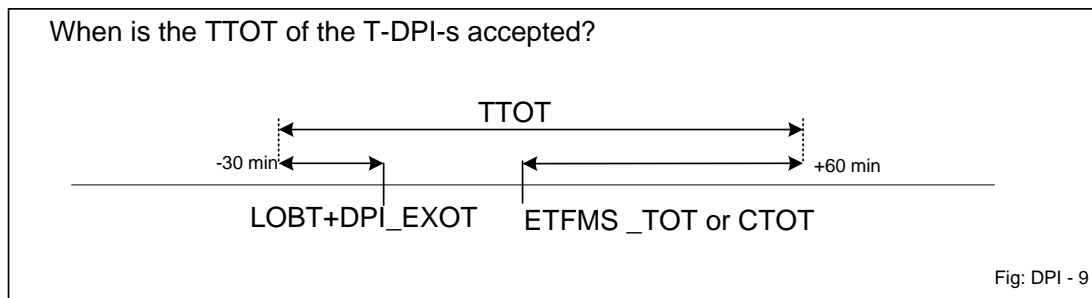 When is the TTOT of the T-DPI-s accepted?
TTOT
-30 min
+60 min
LOBT+DPI_EXOT
ETFMS _TOT or CTOT
Fig: DPI - 9